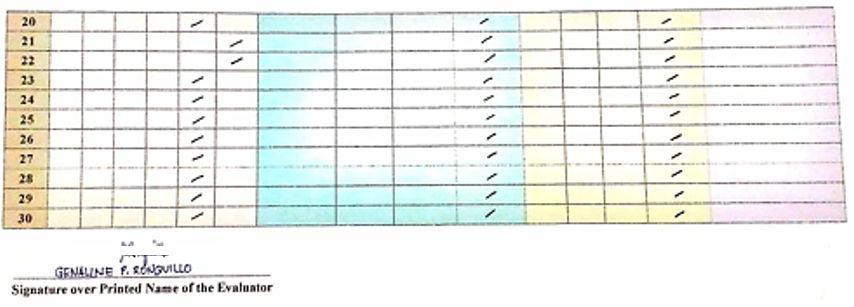 20 / / /
21 / / /
22 / / /
23 / / /
24 / / /
25 / / /
26 / / /
27 / / /
28 / / /
29 / / /
30 / / /
GENALINE P. RONQUILLO
Signature over Printed Name of the Evaluator